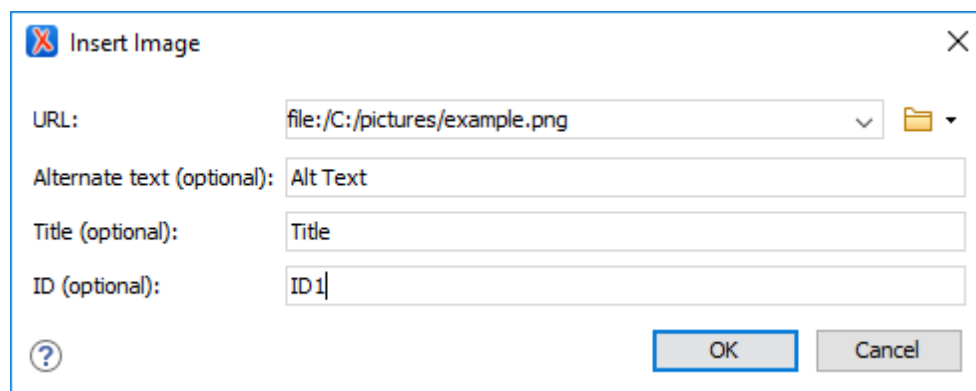 Insert Image
URL: file:/C:/pictures/example.png
Alternate text (optional): Alt Text
Title (optional): Title
ID (optional): ID1
? OK Cancel